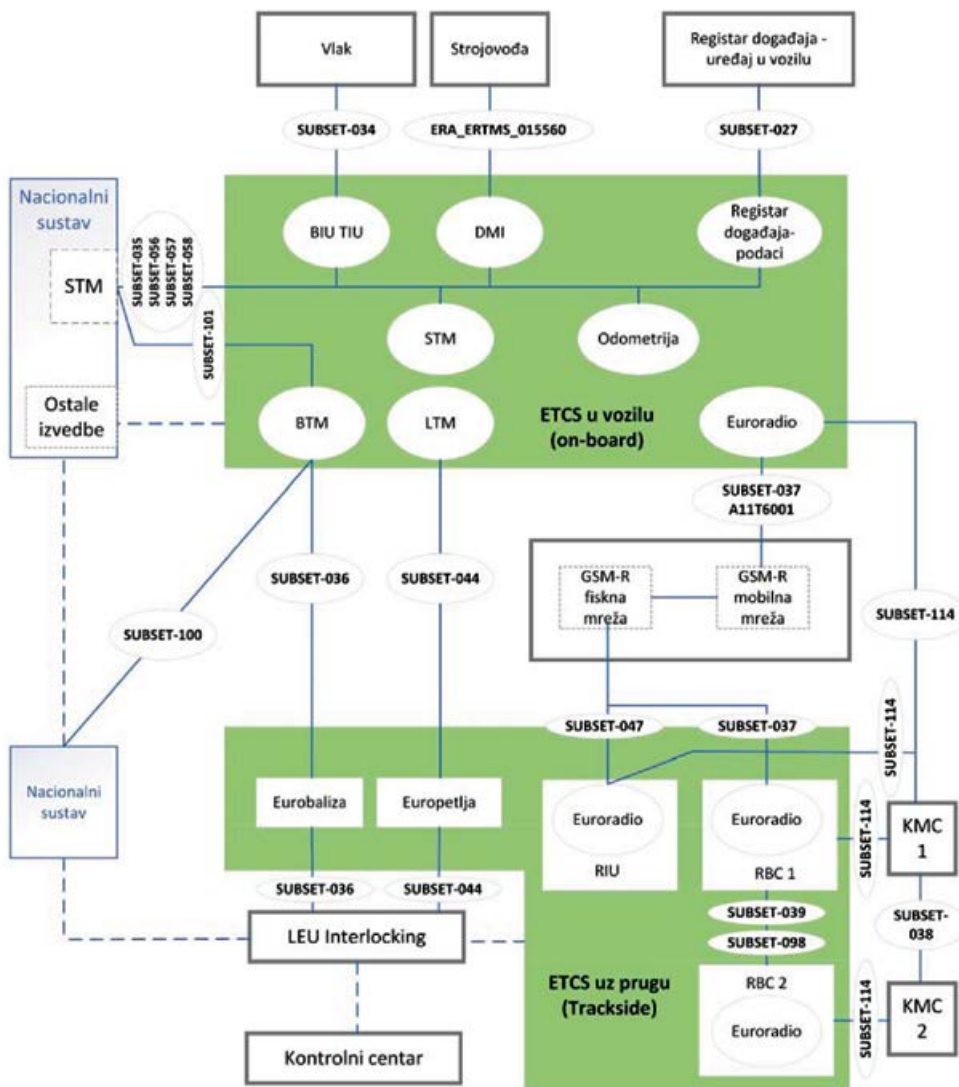 Vlak
Strojovođa
Registar događaja -
uređaj u vozilu
SUBSET-034
ERA_ERTMS_015560
SUBSET-027
Nacionalni
sustav
STM
SUBSET-035
SUBSET-056
SUBSET-057
SUBSET-058
SUBSET-101
Ostale
izvedbe
BIU TIU
DMI
Registar
događaja-
podaci
STM
Odometrija
BTM
LTM
ETCS u vozilu
(on-board)
Euroradio
SUBSET-037
A11T6001
SUBSET-036
SUBSET-044
GSM-R
fiskna
mreža
GSM-R
mobilna
mreža
SUBSET-100
SUBSET-114
SUBSET-047
SUBSET-037
SUBSET-114
Nacionalni
sustav
Eurobaliza
Europetlja
Euroradio
RIU
Euroradio
RBC 1
SUBSET-114
KMC
1
SUBSET-036
SUBSET-044
SUBSET-039
SUBSET-098
SUBSET-
038
LEU Interlocking
ETCS uz prugu
(Trackside)
RBC 2
Euroradio
SUBSET-114
KMC
2
Kontrolni centar